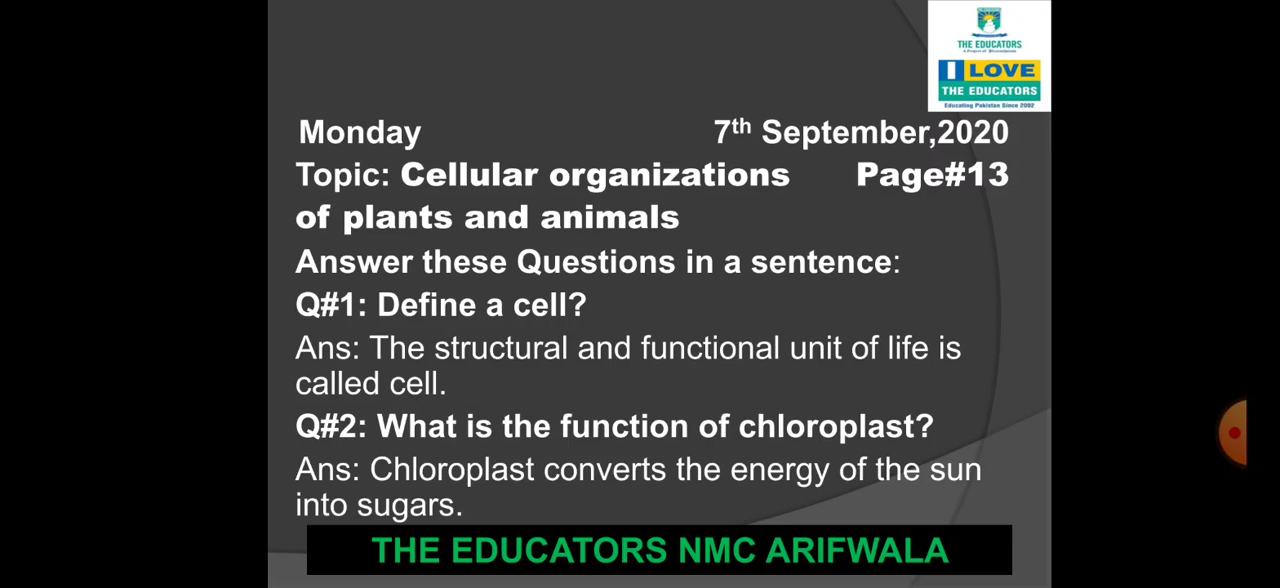 THE EDUCATORS
I LOVE
THE EDUCATORS
Educating Pakistan Since 2002
Monday 7th September,2020
Topic: Cellular organizations Page#13
of plants and animals
Answer these Questions in a sentence:
Q#1: Define a cell?
Ans: The structural and functional unit of life is
called cell.
Q#2: What is the function of chloroplast?
Ans: Chloroplast converts the energy of the sun
into sugars.
THE EDUCATORS NMC ARIFWALA